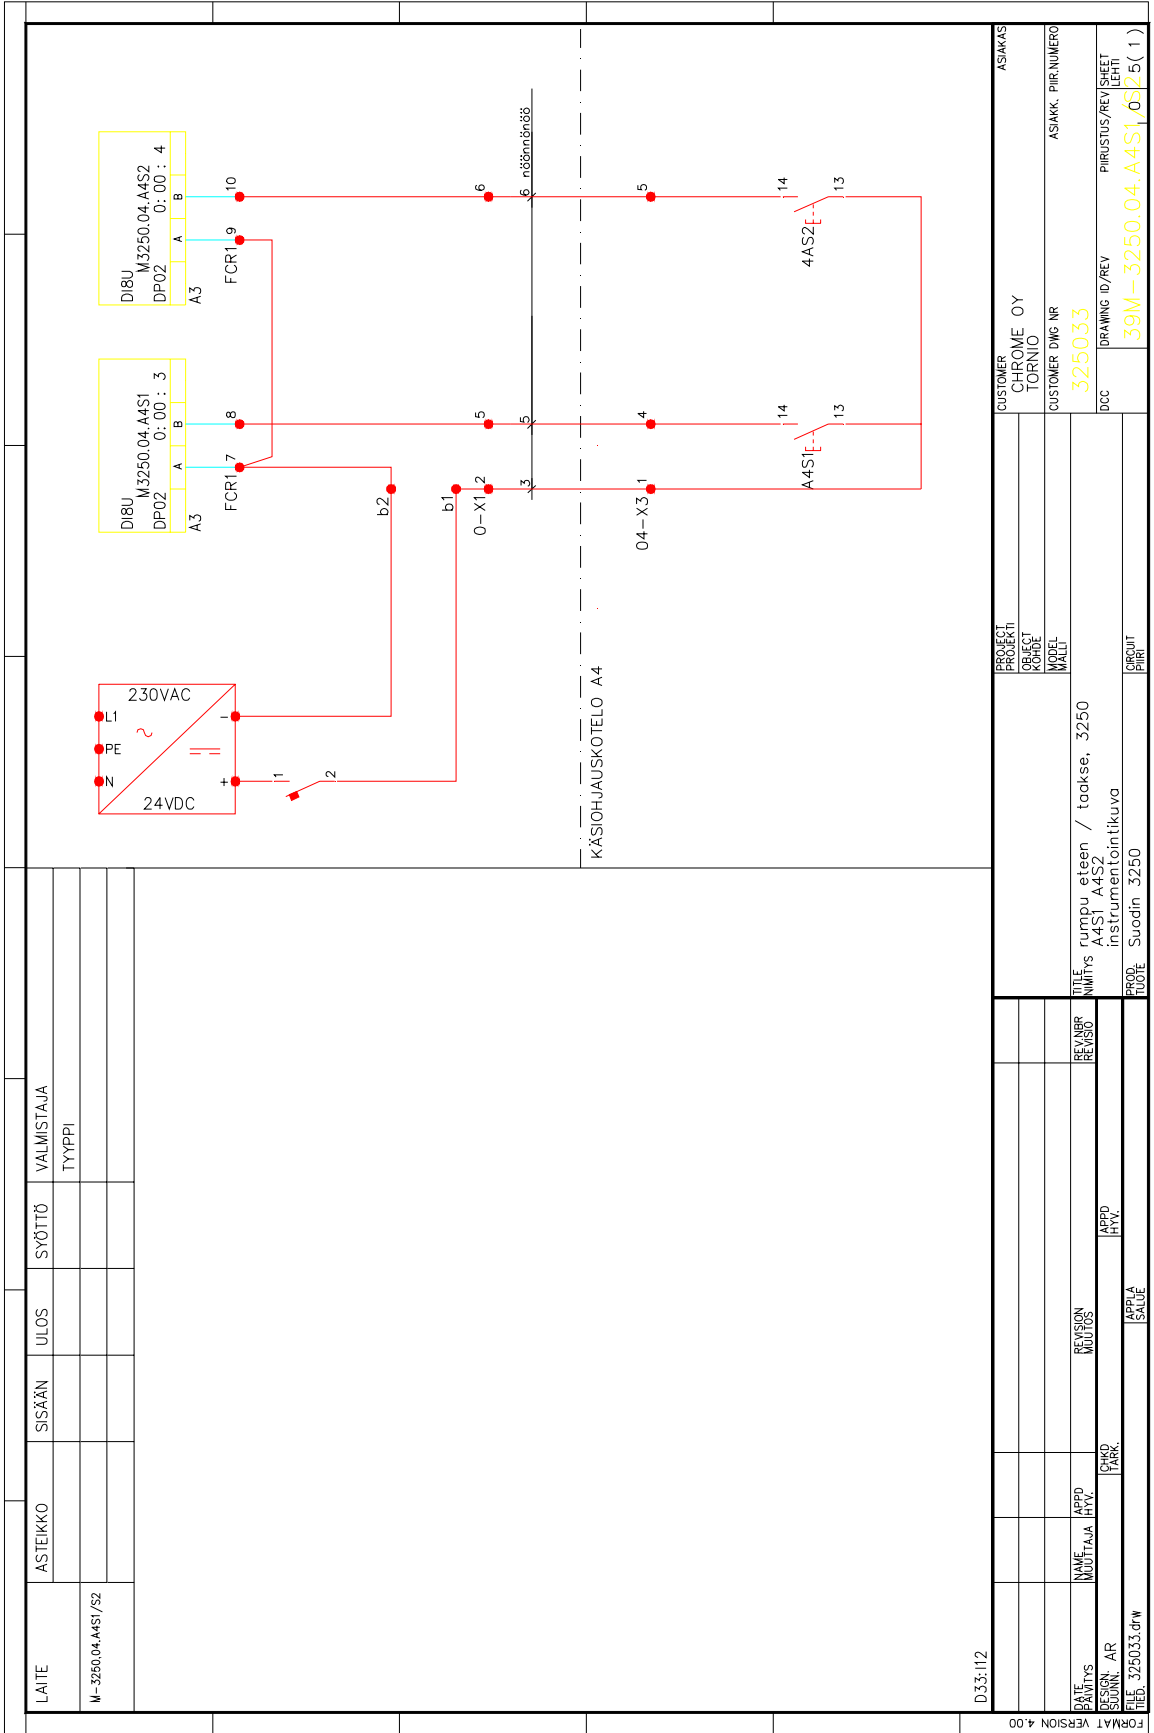 LAITE
ASTEIKKO
SISÄÄN
ULOS
SYÖTTÖ
VALMISTAJA
TYYPPI
M-3250.04.A4S1/S2
230VAC
24VDC
L1
PE
N
-
+
1
2
DI8U
M3250.04.A4S1
DP02
0: 00 : 3
A
B
A3
FCR1
7
8
DI8U
M3250.04.A4S2
DP02
0: 00 : 4
A
B
A3
FCR1
9
10
b2
b1
0-X1
2
5
6
3
5
6
nöönnönöö
KÄSIOHJAUSKOTELO A4
04-X3
1
4
5
A4S1
14
13
4AS2
14
13
D33:I12
DATE
PÄIVITYS
NAME
MUUTTAJA
APPD
HYV.
REVISION
MUUTOS
REV.NBR
REVISIO
DESIGN.
SUUNN.
AR
CHKD
TARK.
APPD
HYV.
FILE
TIED.
325033.drw
APPLA
SALUE
PROJECT
PROJEKTI
OBJECT
KOHDE
MODEL
MALLI
TITLE
NIMITYS
rumpu eteen / taakse, 3250
A4S1 A4S2
instrumentointikuva
PROD.
TUOTE
Suodin 3250
CIRCUIT
PIIRI
CUSTOMER
ASIAKAS
CHROME OY
TORNIO
CUSTOMER DWG NR
ASIAKK. PIIR.NUMERO
325033
DCC
DRAWING ID/REV
PIIRUSTUS/REV
SHEET
LEHTI
39M-3250.04.A4S1/S2
0
5( 1 )
FORMAT VERSION 4.00